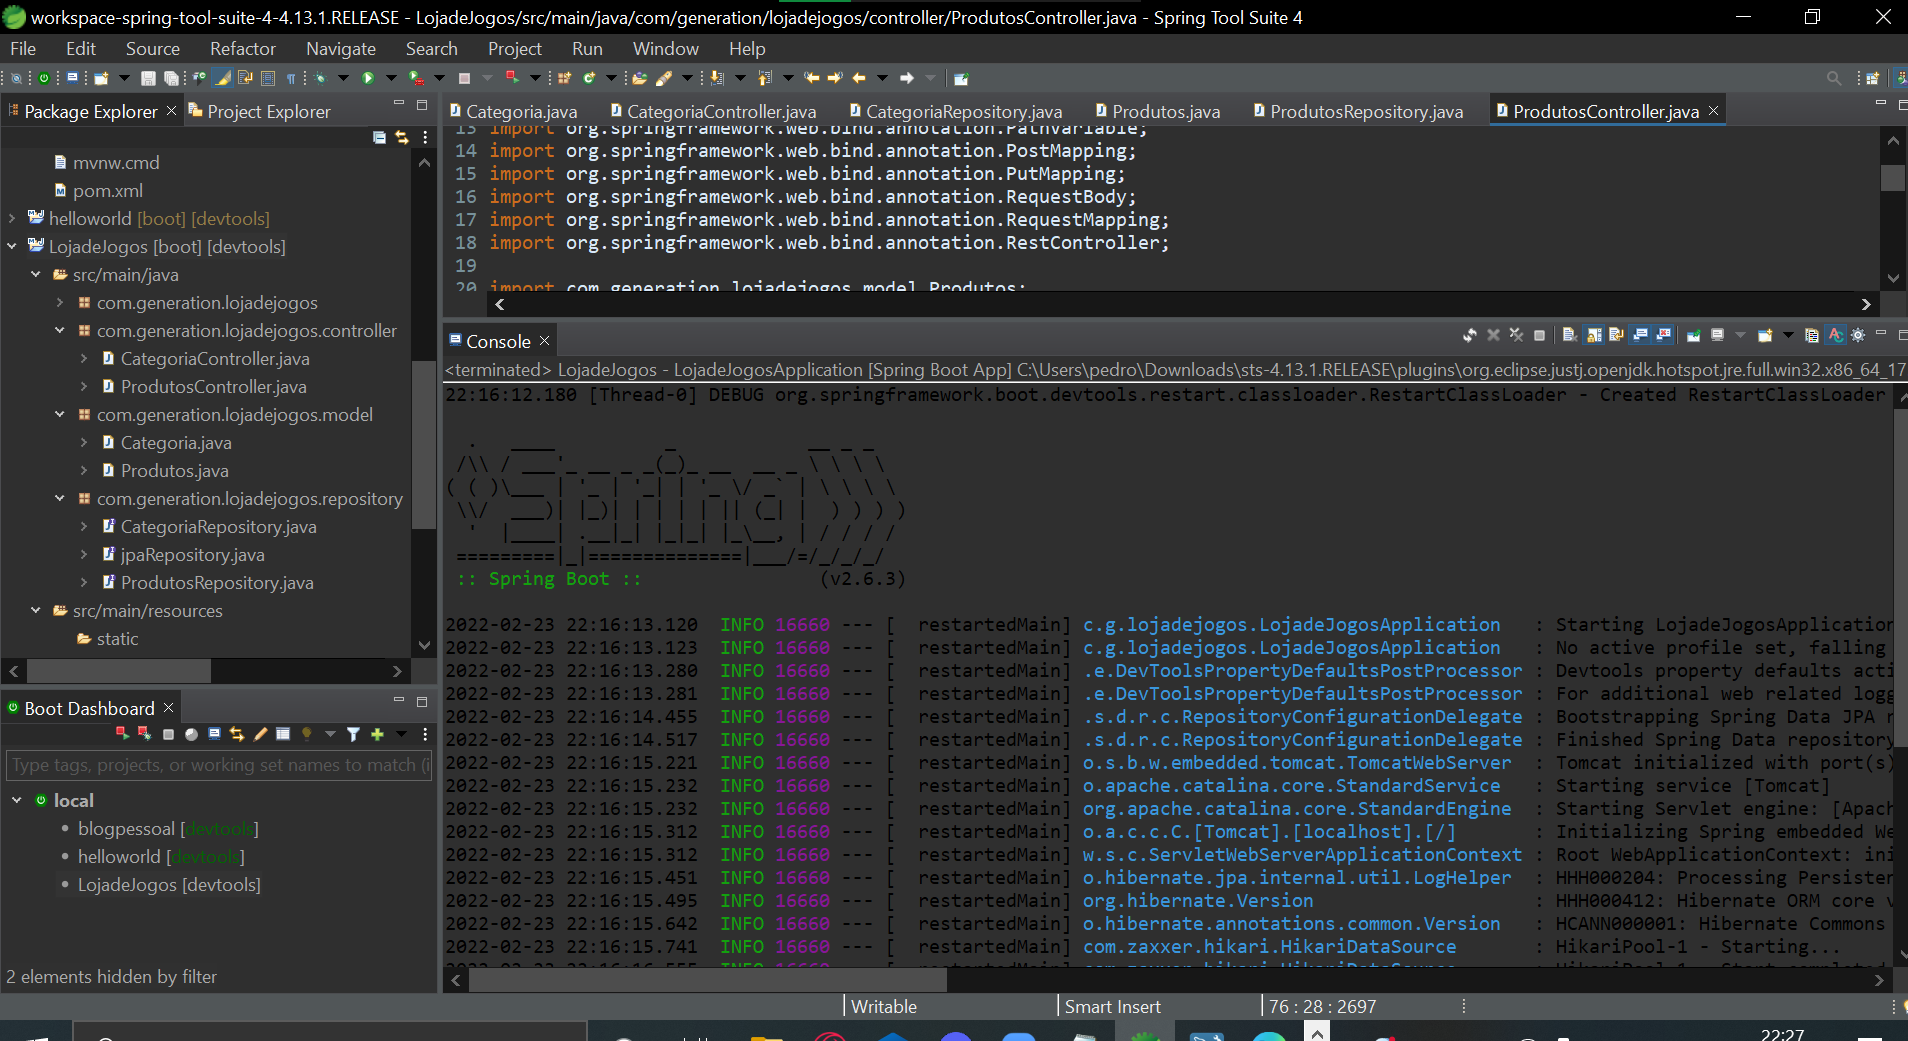 workspace-spring-tool-suite-4-4.13.1.RELEASE - LojadeJogos/src/main/java/com/generation/lojadejogos/controller/ProdutosController.java - Spring Tool Suite 4
File Edit Source Refactor Navigate Search Project Run Window Help
Package Explorer Project Explorer
mvnw.cmd
pom.xml
helloworld [boot] [devtools]
LojadeJogos [boot] [devtools]
src/main/java
com.generation.lojadejogos
com.generation.lojadejogos.controller
CategoriaController.java
ProdutosController.java
com.generation.lojadejogos.model
Categoria.java
Produtos.java
com.generation.lojadejogos.repository
CategoriaRepository.java
jpaRepository.java
ProdutosRepository.java
src/main/resources
static
Boot Dashboard
Type tags, projects, or working set names to match (i
local
blogpessoal [devtools]
helloworld [devtools]
LojadeJogos [devtools]
2 elements hidden by filter
Categoria.java CategoriaController.java CategoriaRepository.java Produtos.java ProdutosRepository.java ProdutosController.java
13 import org.springframework.web.bind.annotation.PathVariable;
14 import org.springframework.web.bind.annotation.PostMapping;
15 import org.springframework.web.bind.annotation.PutMapping;
16 import org.springframework.web.bind.annotation.RequestBody;
17 import org.springframework.web.bind.annotation.RequestMapping;
18 import org.springframework.web.bind.annotation.RestController;
19
20 import com.generation.lojadejogos.model.Produtos;
Console
<terminated> LojadeJogos - LojadeJogosApplication [Spring Boot App] C:\Users\pedro\Downloads\sts-4.13.1.RELEASE\plugins\org.eclipse.justj.openjdk.hotspot.jre.full.win32.x86_64_17
22:16:12.180 [Thread-0] DEBUG org.springframework.boot.devtools.restart.classloader.RestartClassLoader - Created RestartClassLoader
Spring
:: Spring Boot :: (v2.6.3)
2022-02-23 22:16:13.120 INFO 16660 --- [ restartedMain] c.g.lojadejogos.LojadeJogosApplication : Starting LojadeJogosApplication
2022-02-23 22:16:13.123 INFO 16660 --- [ restartedMain] c.g.lojadejogos.LojadeJogosApplication : No active profile set, falling
2022-02-23 22:16:13.280 INFO 16660 --- [ restartedMain] .e.DevToolsPropertyDefaultsPostProcessor : Devtools property defaults acti
2022-02-23 22:16:13.281 INFO 16660 --- [ restartedMain] .e.DevToolsPropertyDefaultsPostProcessor : For additional web related logg
2022-02-23 22:16:14.455 INFO 16660 --- [ restartedMain] .s.d.r.c.RepositoryConfigurationDelegate : Bootstrapping Spring Data JPA r
2022-02-23 22:16:14.517 INFO 16660 --- [ restartedMain] .s.d.r.c.RepositoryConfigurationDelegate : Finished Spring Data repository
2022-02-23 22:16:15.221 INFO 16660 --- [ restartedMain] o.s.b.w.embedded.tomcat.TomcatWebServer : Tomcat initialized with port(s)
2022-02-23 22:16:15.232 INFO 16660 --- [ restartedMain] o.apache.catalina.core.StandardService : Starting service [Tomcat]
2022-02-23 22:16:15.232 INFO 16660 --- [ restartedMain] org.apache.catalina.core.StandardEngine : Starting Servlet engine: [Apach
2022-02-23 22:16:15.312 INFO 16660 --- [ restartedMain] o.a.c.c.C.[Tomcat].[localhost].[/] : Initializing Spring embedded We
2022-02-23 22:16:15.312 INFO 16660 --- [ restartedMain] w.s.c.ServletWebServerApplicationContext : Root WebApplicationContext: ini
2022-02-23 22:16:15.451 INFO 16660 --- [ restartedMain] o.hibernate.jpa.internal.util.LogHelper : HHH000204: Processing Persisten
2022-02-23 22:16:15.495 INFO 16660 --- [ restartedMain] org.hibernate.Version : HHH000412: Hibernate ORM core v
2022-02-23 22:16:15.642 INFO 16660 --- [ restartedMain] o.hibernate.annotations.common.Version : HCANN000001: Hibernate Commons
2022-02-23 22:16:15.741 INFO 16660 --- [ restartedMain] com.zaxxer.hikari.HikariDataSource : HikariPool-1 - Starting...
Writable Smart Insert 76 : 28 : 2697
22:27